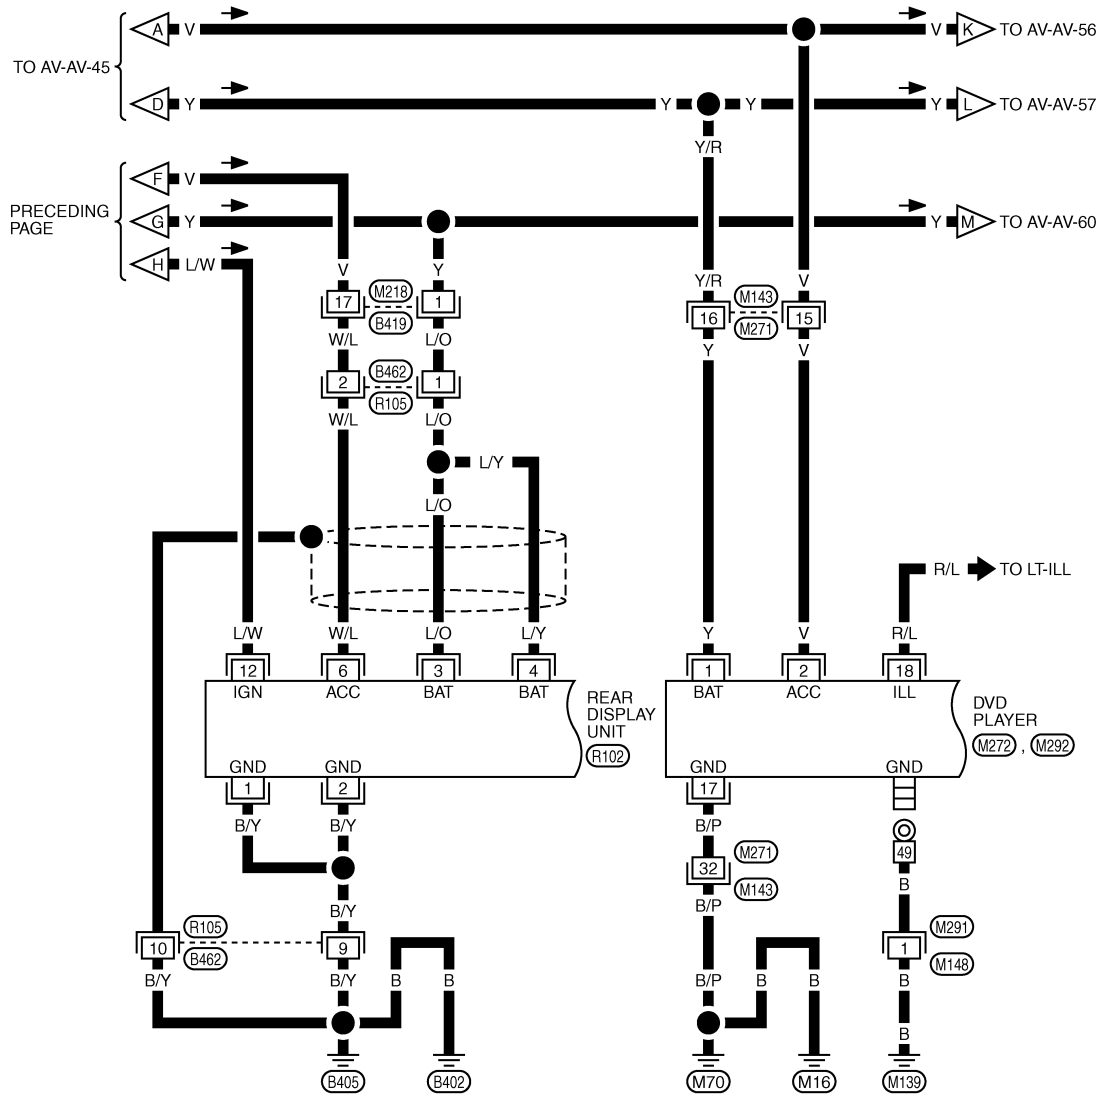 A V V K TO AV-AV-56
TO AV-AV-45
D Y Y Y Y L TO AV-AV-57
Y/R
F V
PRECEDING
PAGE
G Y Y M TO AV-AV-60
H L/W
V Y Y/R V
17 M218 1
B419
16 M143 15
M271
W/L L/O Y V
2 B462 1
R105
W/L L/O
L/Y
L/O
R/L TO LT-ILL
L/W W/L L/O L/Y Y V R/L
12 6 3 4 1 2 18
IGN ACC BAT BAT BAT ACC ILL
REAR
DISPLAY
UNIT
R102
DVD
PLAYER
M272 , M292
GND GND GND GND
1 2 17
B/Y B/Y B/P
49
M271
32
M143
B
B/Y B/P
R105
10 9
B462
M291
1
M148
B/Y B/Y B B B/P B B B
B
B405 B402 M70 M16 M139